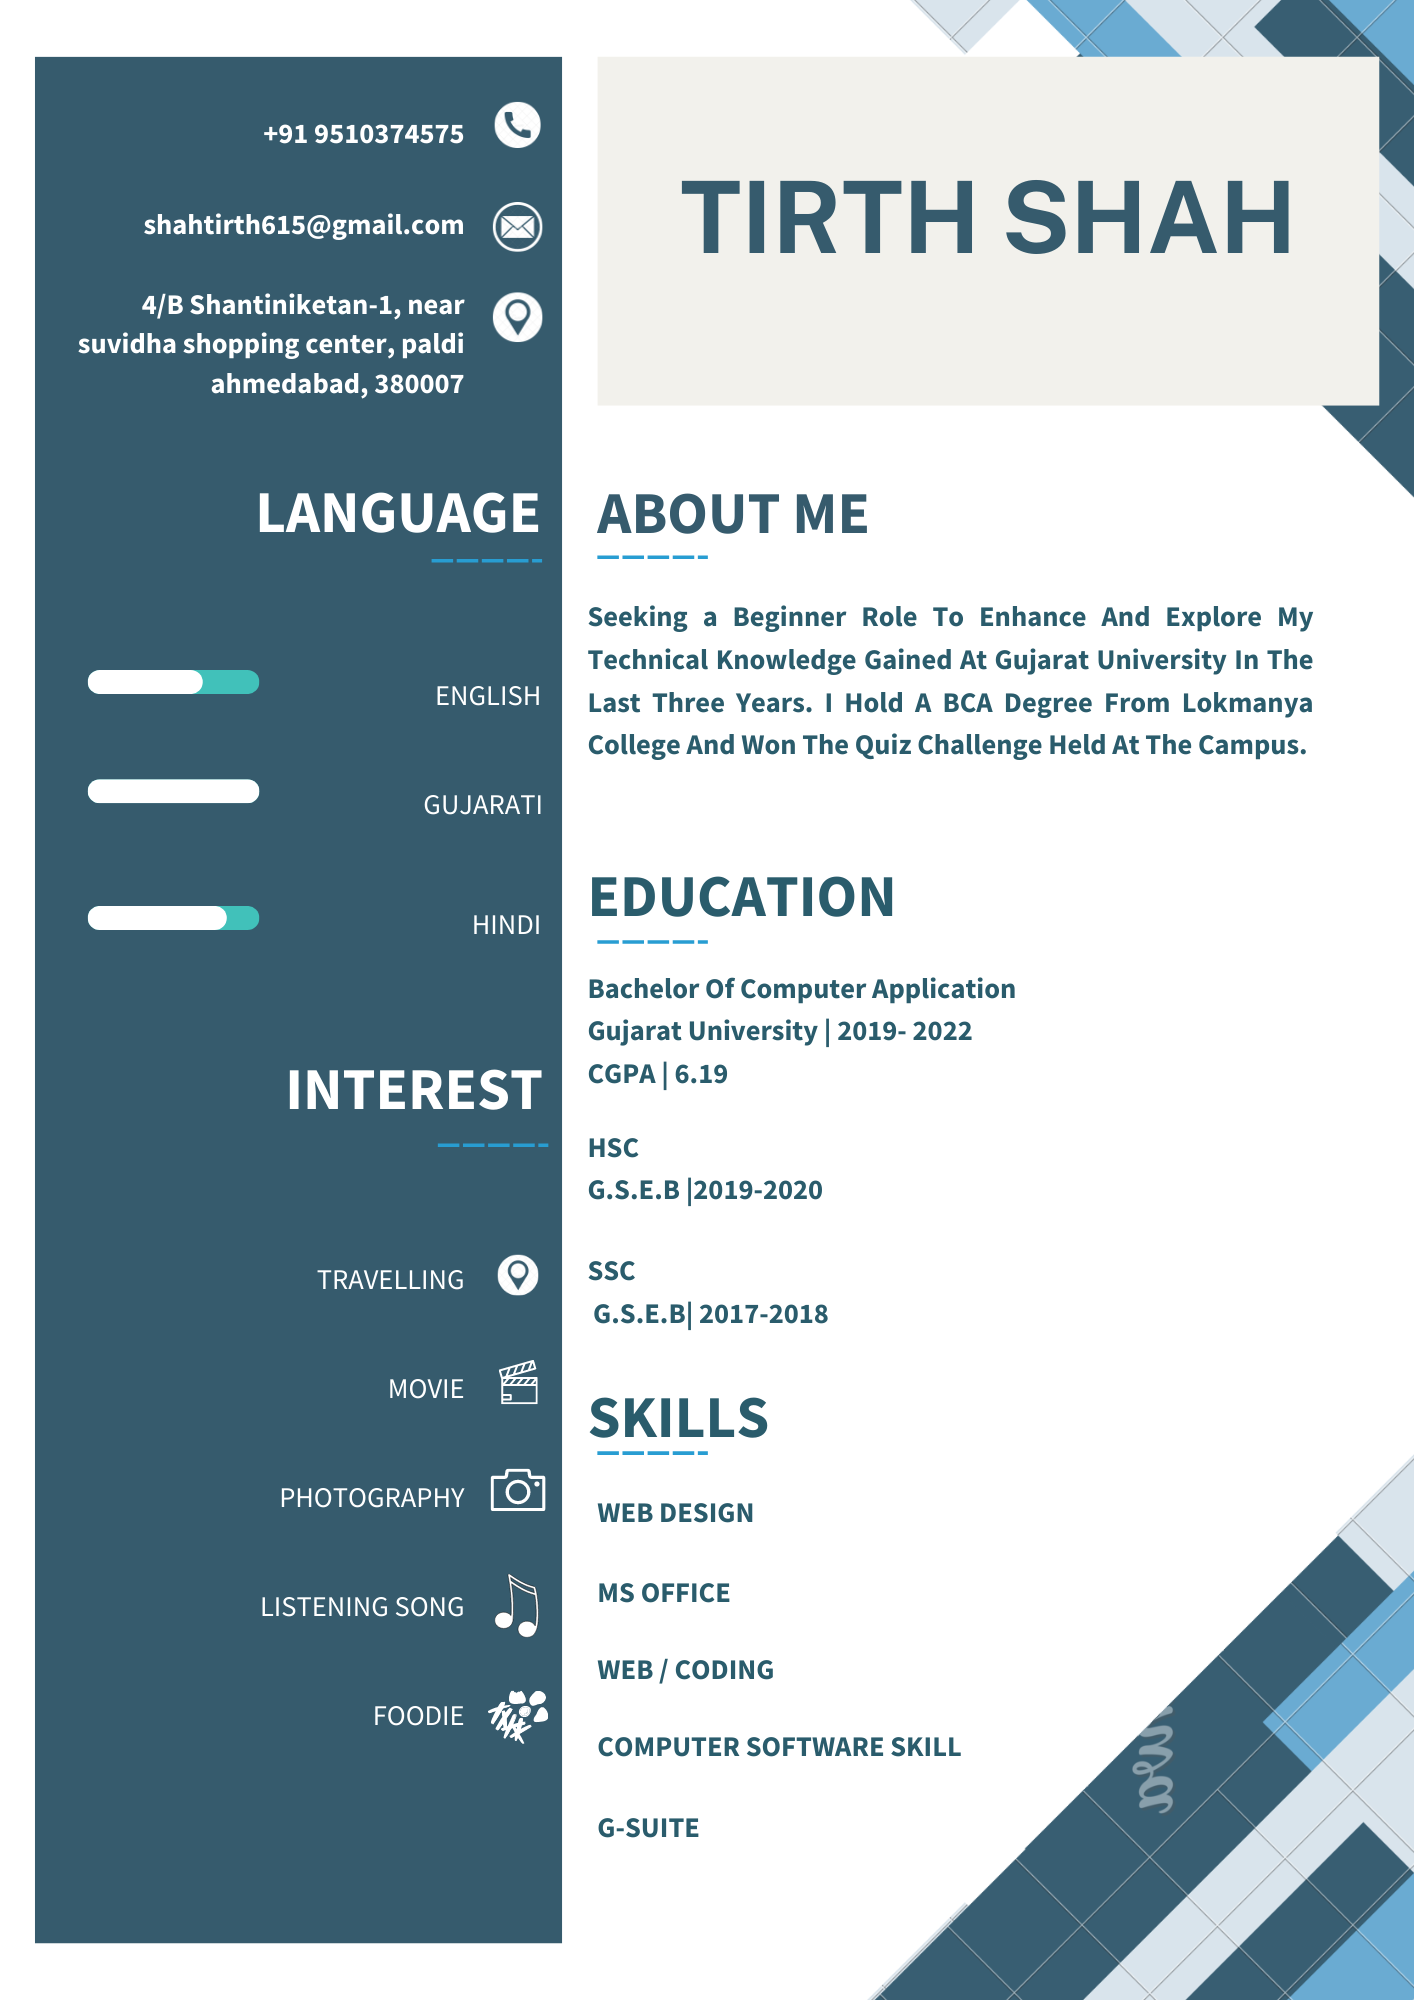 +91 9510374575
shahtirth615@gmail.com
4/B Shantiniketan-1, near
suvidha shopping center, paldi
ahmedabad, 380007
LANGUAGE
ENGLISH
GUJARATI
HINDI
INTEREST
TRAVELLING
MOVIE
PHOTOGRAPHY
LISTENING SONG
FOODIE
TIRTH SHAH
ABOUT ME
Seeking a Beginner Role To Enhance And Explore My
Technical Knowledge Gained At Gujarat University In The
Last Three Years. I Hold A BCA Degree From Lokmanya
College And Won The Quiz Challenge Held At The Campus.
EDUCATION
Bachelor Of Computer Application
Gujarat University | 2019- 2022
CGPA | 6.19
HSC
G.S.E.B |2019-2020
SSC
G.S.E.B| 2017-2018
SKILLS
WEB DESIGN
MS OFFICE
WEB / CODING
COMPUTER SOFTWARE SKILL
G-SUITE